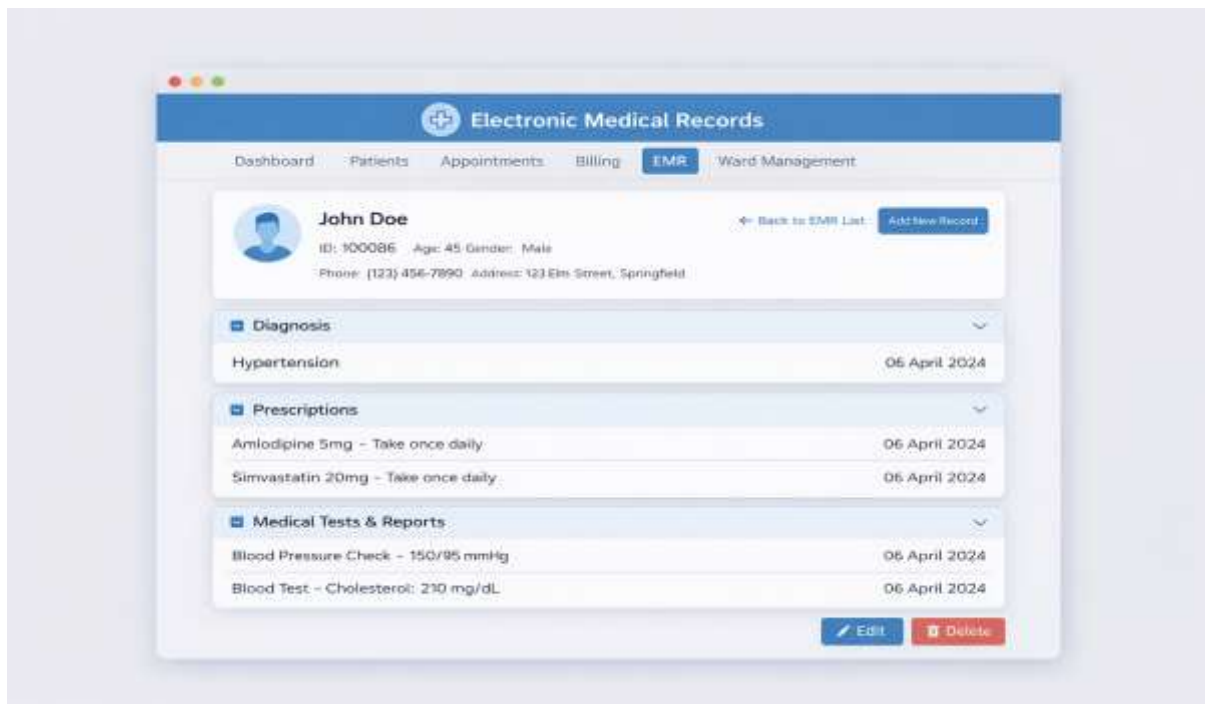 Electronic Medical Records
Dashboard Patients Appointments Billing EMR Ward Management
John Doe
← Back to EMR List Add New Record
ID: 100086 Age: 45 Gender: Male
Phone: (123) 456-7890 Address: 123 Elm Street, Springfield
Diagnosis
Hypertension 06 April 2024
Prescriptions
Amlodipine 5mg – Take once daily 06 April 2024
Simvastatin 20mg – Take once daily 06 April 2024
Medical Tests & Reports
Blood Pressure Check – 150/95 mmHg 06 April 2024
Blood Test – Cholesterol: 210 mg/dL 06 April 2024
Edit Delete